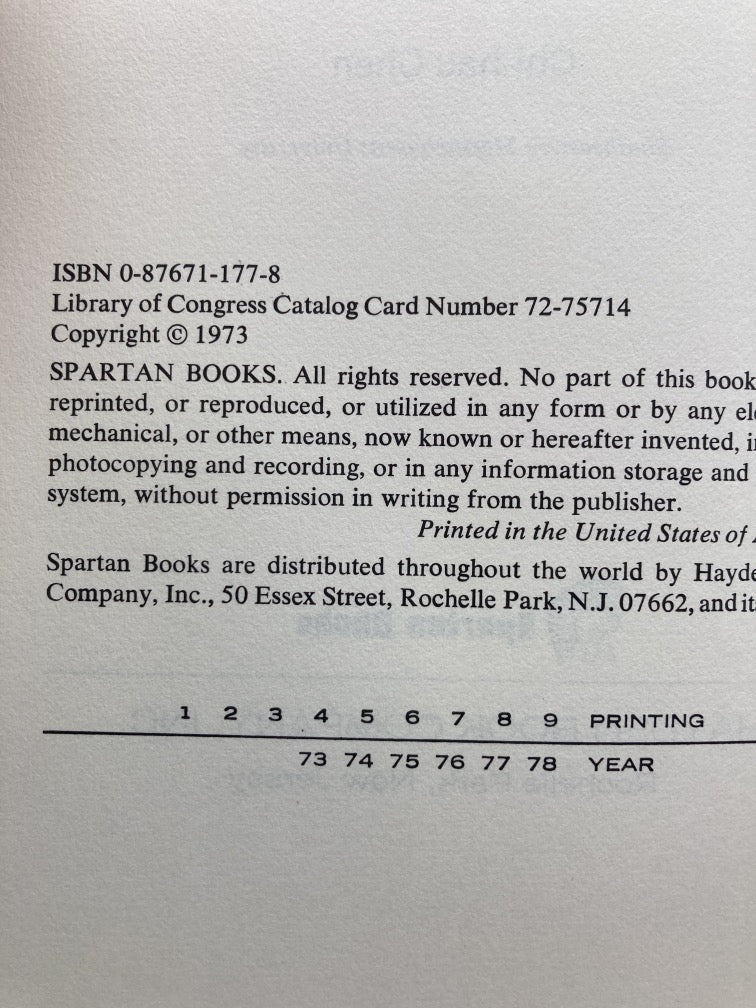 ISBN 0-87671-177-8
Library of Congress Catalog Card Number 72-75714
Copyright © 1973
SPARTAN BOOKS. All rights reserved. No part of this book
reprinted, or reproduced, or utilized in any form or by any
mechanical, or other means, now known or hereafter invented,
photocopying and recording, or in any information storage and
system, without permission in writing from the publisher.
Printed in the United States of
Spartan Books are distributed throughout the world by
Company, Inc., 50 Essex Street, Rochelle Park, N.J. 07662, and
1 2 3 4 5 6 7 8 9 PRINTING
73 74 75 76 77 78 YEAR